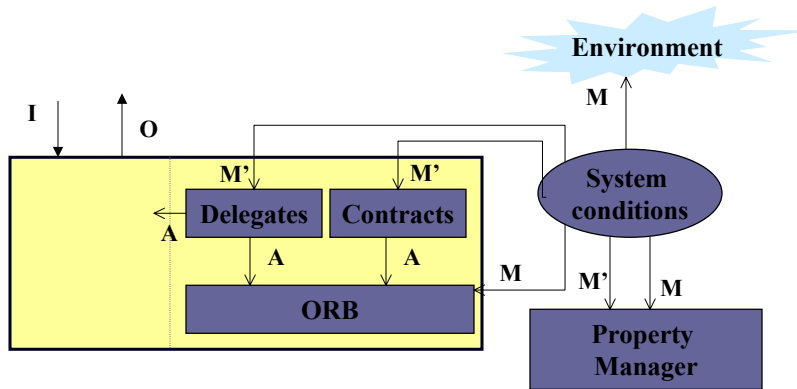 Environment
M
I
O
M’
M’
System
conditions
Delegates
Contracts
A
A
A
M
M’
M
ORB
Property
Manager